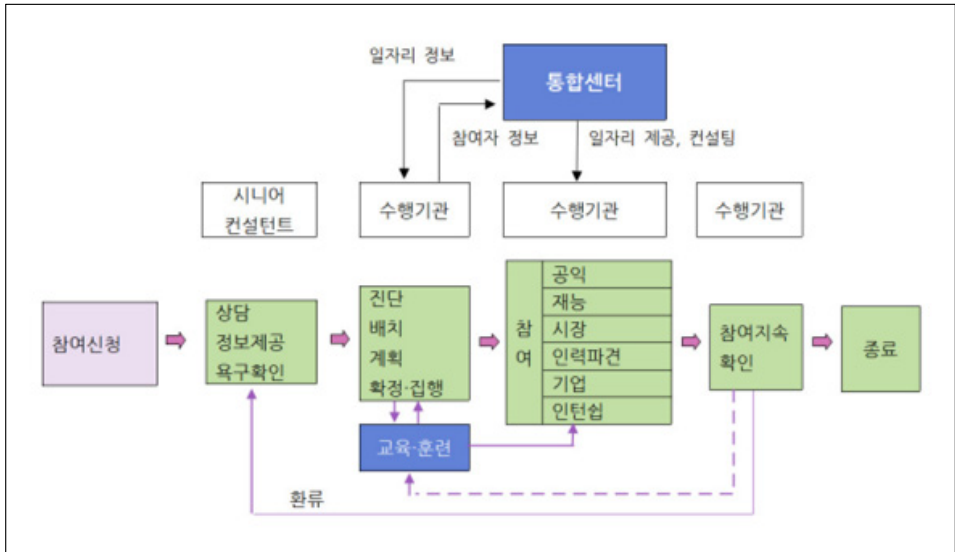 일자리 정보
통합센터
참여자 정보
일자리 제공, 컨설팅
시니어
컨설턴트
수행기관
수행기관
수행기관
참여신청
상담
정보제공
욕구확인
진단
배치
계획
확정·집행
교육·훈련
참
여
공익
재능
시장
인력파견
기업
인턴쉽
참여지속
확인
종료
환류